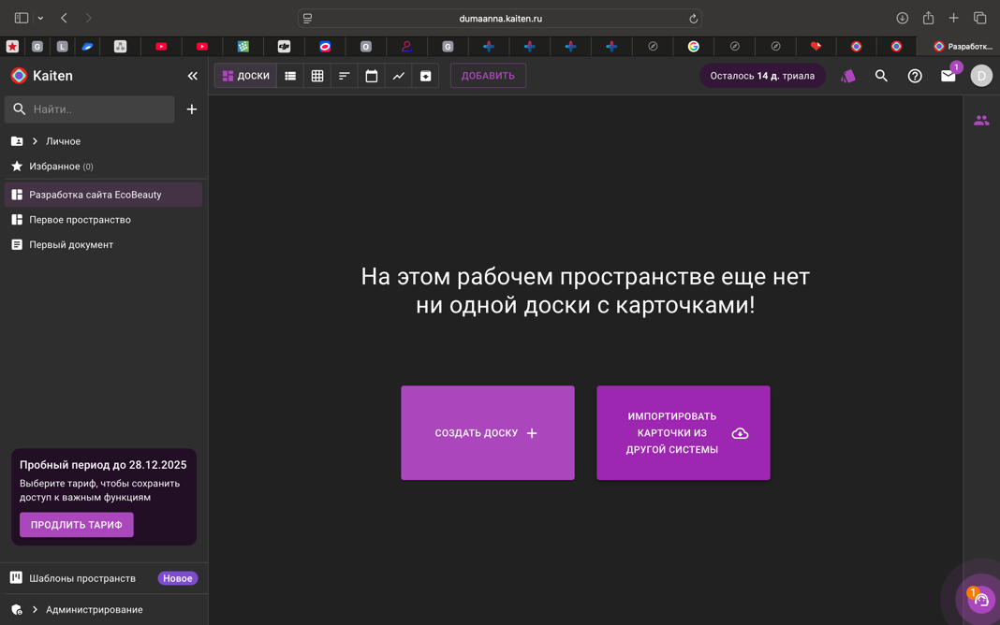 dumaanna.kaiten.ru
G
L
O
G
Разработк...
Kaiten
ДОСКИ
ДОБАВИТЬ
Осталось 14 д. триала
1
D
Найти..
Личное
Избранное (0)
Разработка сайта EcoBeauty
Первое пространство
Первый документ
На этом рабочем пространстве еще нет
ни одной доски с карточками!
СОЗДАТЬ ДОСКУ
ИМПОРТИРОВАТЬ
КАРТОЧКИ ИЗ
ДРУГОЙ СИСТЕМЫ
Пробный период до 28.12.2025
Выберите тариф, чтобы сохранить
доступ к важным функциям
ПРОДЛИТЬ ТАРИФ
Шаблоны пространств
Новое
Администрирование
1